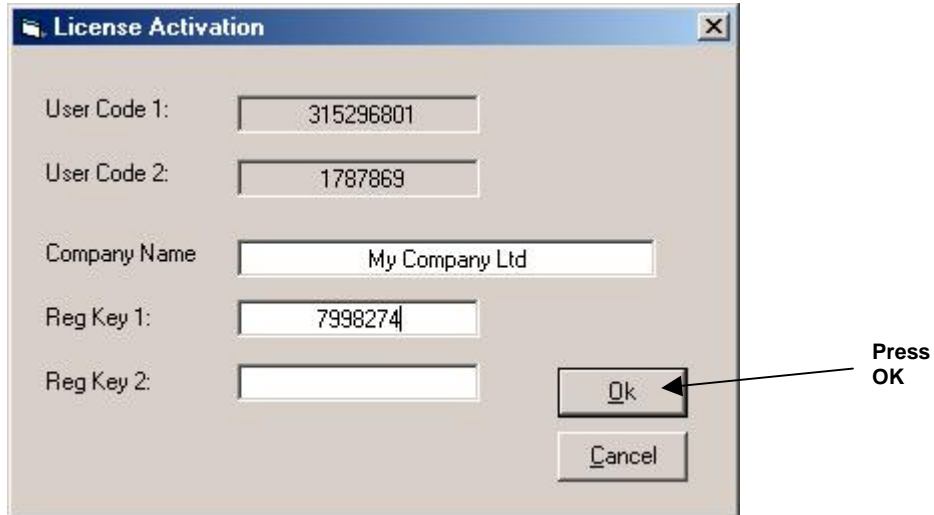 License Activation
User Code 1: 315296801
User Code 2: 1787869
Company Name My Company Ltd
Reg Key 1: 7998274
Reg Key 2:
Press
OK
Ok
Cancel